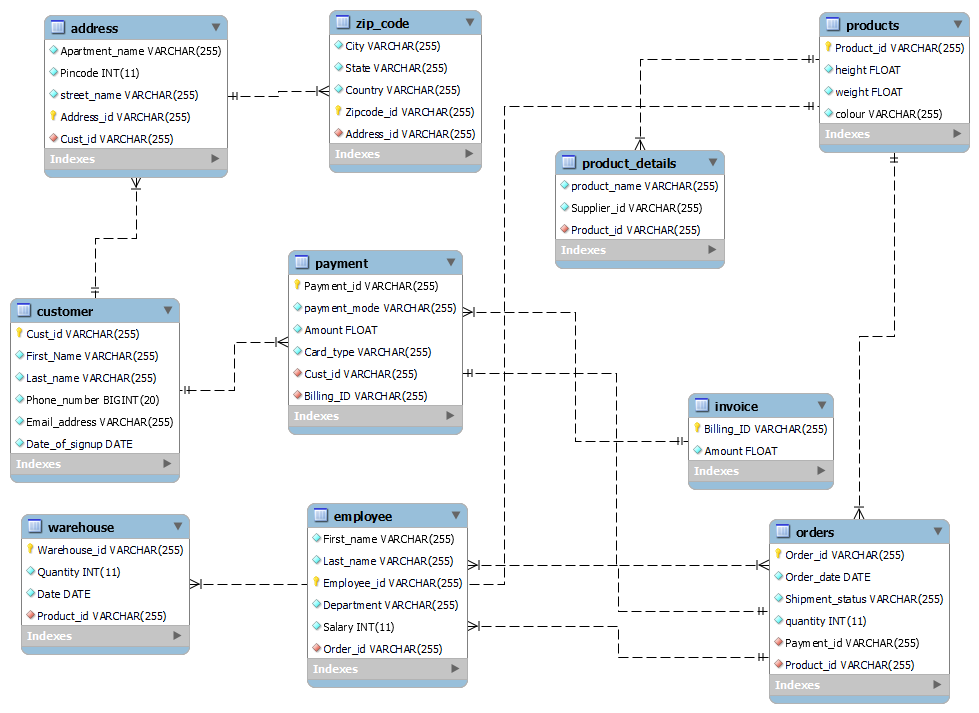 address
Apartment_name VARCHAR(255)
Pincode INT(11)
street_name VARCHAR(255)
Address_id VARCHAR(255)
Cust_id VARCHAR(255)
Indexes
zip_code
City VARCHAR(255)
State VARCHAR(255)
Country VARCHAR(255)
Zipcode_id VARCHAR(255)
Address_id VARCHAR(255)
Indexes
products
Product_id VARCHAR(255)
height FLOAT
weight FLOAT
colour VARCHAR(255)
Indexes
product_details
product_name VARCHAR(255)
Supplier_id VARCHAR(255)
Product_id VARCHAR(255)
Indexes
customer
Cust_id VARCHAR(255)
First_Name VARCHAR(255)
Last_name VARCHAR(255)
Phone_number BIGINT(20)
Email_address VARCHAR(255)
Date_of_signup DATE
Indexes
payment
Payment_id VARCHAR(255)
payment_mode VARCHAR(255)
Amount FLOAT
Card_type VARCHAR(255)
Cust_id VARCHAR(255)
Billing_ID VARCHAR(255)
Indexes
invoice
Billing_ID VARCHAR(255)
Amount FLOAT
Indexes
warehouse
Warehouse_id VARCHAR(255)
Quantity INT(11)
Date DATE
Product_id VARCHAR(255)
Indexes
employee
First_name VARCHAR(255)
Last_name VARCHAR(255)
Employee_id VARCHAR(255)
Department VARCHAR(255)
Salary INT(11)
Order_id VARCHAR(255)
Indexes
orders
Order_id VARCHAR(255)
Order_date DATE
Shipment_status VARCHAR(255)
quantity INT(11)
Payment_id VARCHAR(255)
Product_id VARCHAR(255)
Indexes